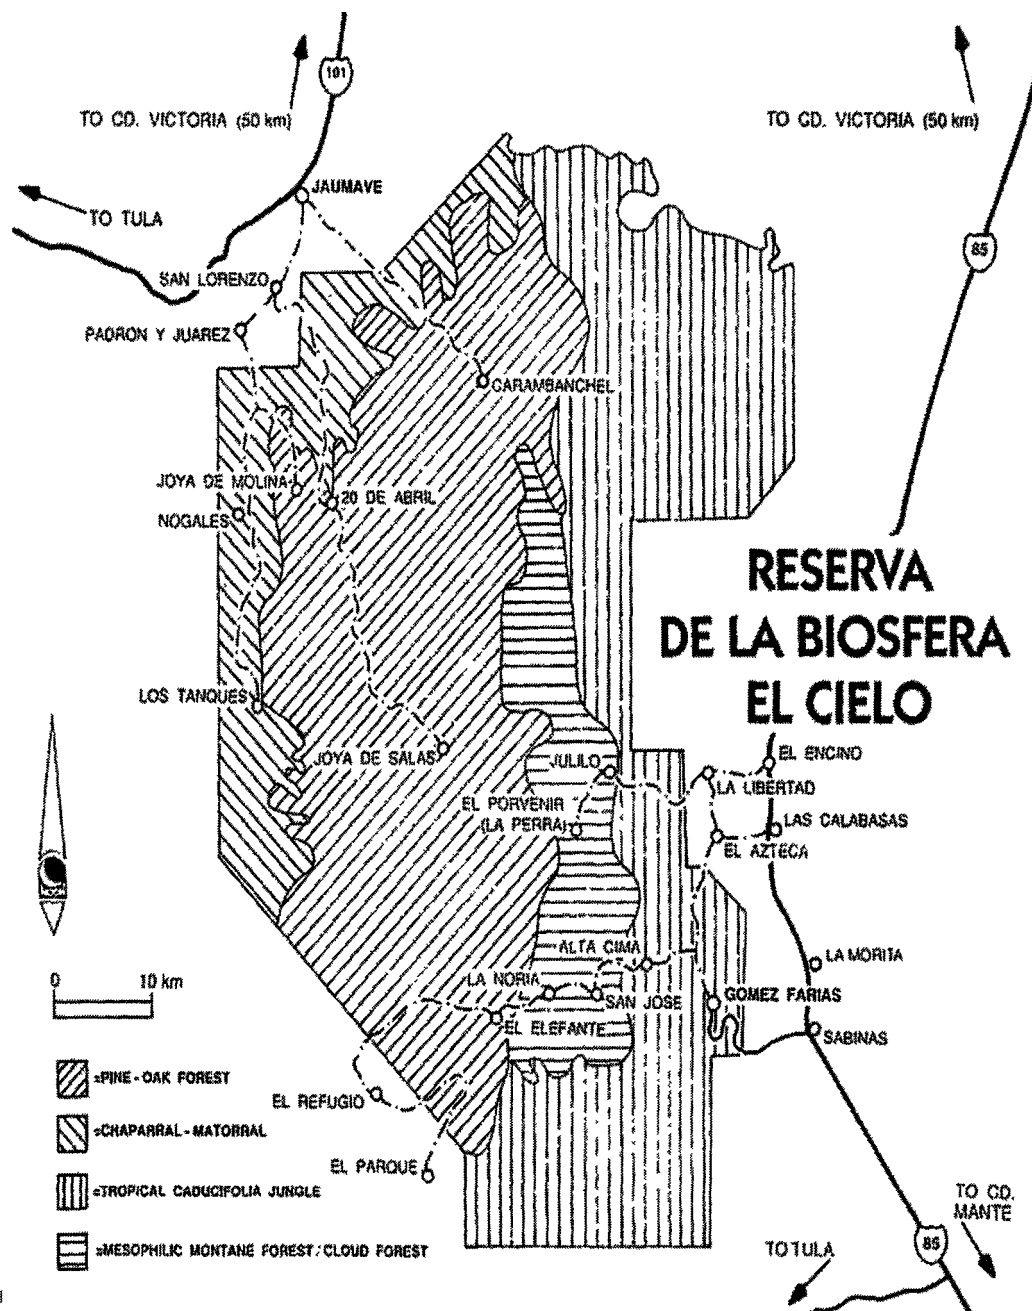 101
TO CD. VICTORIA (50 km)
TO CD. VICTORIA (50 km)
JAUMAVE
TO TULA
85
SAN LORENZO
PADRON Y JUAREZ
CARAMBANCHEL
JOYA DE MOLINA
20 DE ABRIL
NOGALES
RESERVA
DE LA BIOSFERA
EL CIELO
LOS TANQUES
JOYA DE SALAS
JULILO
EL ENCINO
LA LIBERTAD
EL PORVENIR
(LA PERRA)
LAS CALABASAS
EL AZTECA
ALTA CIMA
LA MORITA
0 10 km
LA NORIA
SAN JOSE
GOMEZ FARIAS
EL ELEFANTE
SABINAS
=PINE-OAK FOREST
EL REFUGIO
=CHAPARRAL-MATORRAL
EL PARQUE
=TROPICAL CADUCIFOLIA JUNGLE
TO CD.
MANTE
=MESOPHILIC MONTANE FOREST/CLOUD FOREST
TO TULA
85